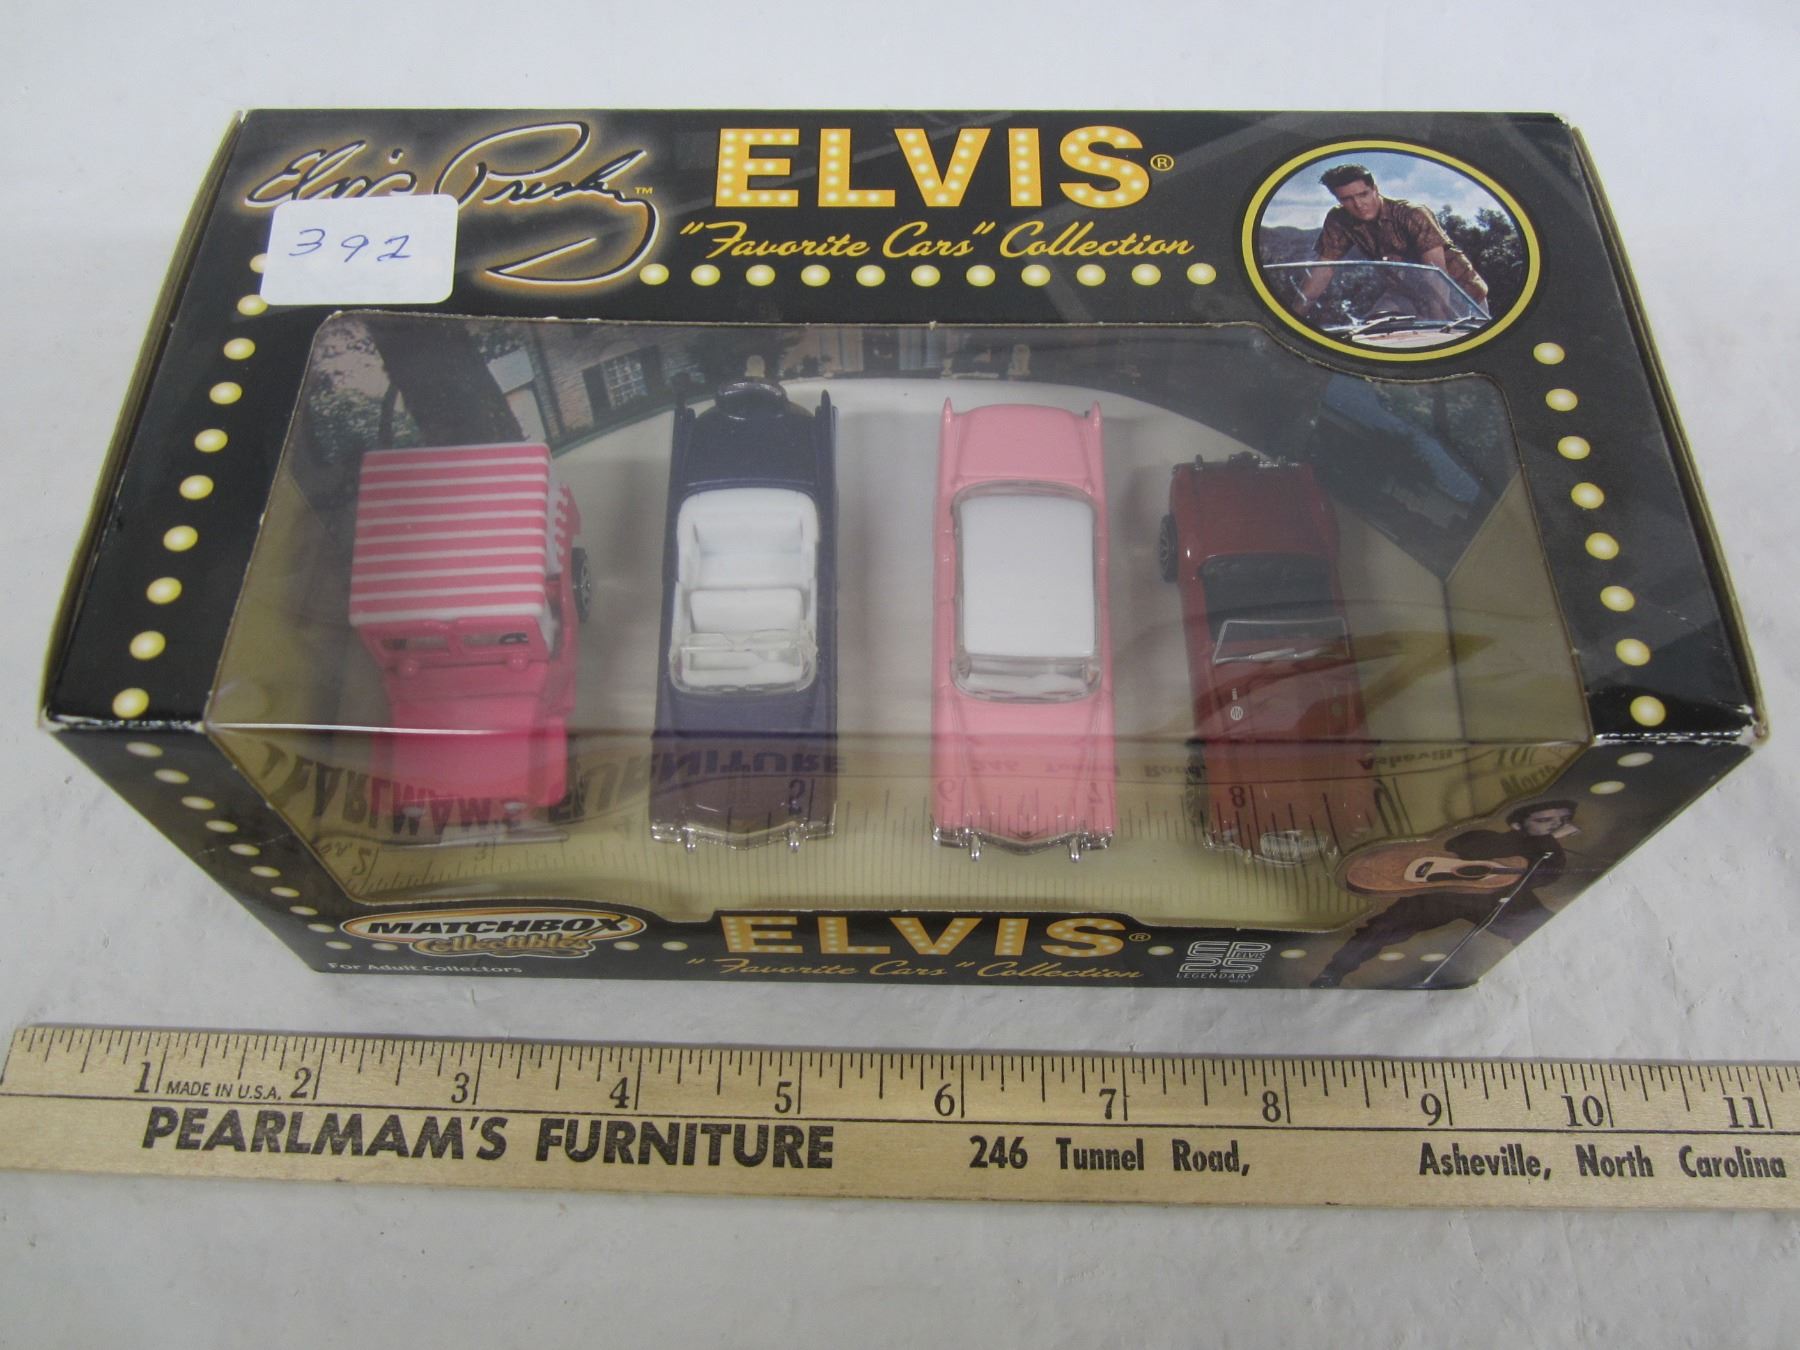 Elvis Presley™
ELVIS®
"Favorite Cars" Collection
392
MATCHBOX
Collectibles
For Adult Collectors
ELVIS®
"Favorite Cars" Collection
ELVIS
LEGENDARY
1 MADE IN U.S.A. 2 3 4 5 6 7 8 9 10 11
PEARLMAM'S FURNITURE 246 Tunnel Road, Asheville, North Carolina